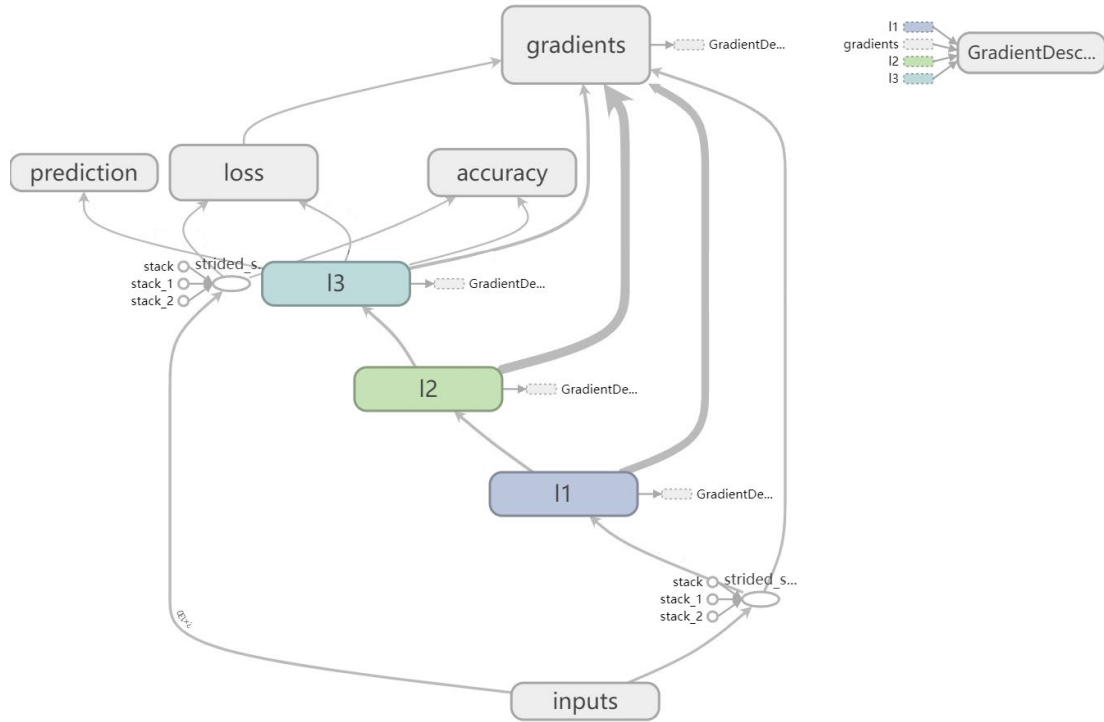 gradients
GradientDe...
l1
gradients
l2
l3
GradientDesc...
prediction
loss
accuracy
stack
stack_1
stack_2
strided_s...
l3
GradientDe...
l2
GradientDe...
l1
GradientDe...
stack
stack_1
stack_2
strided_s...
inputs